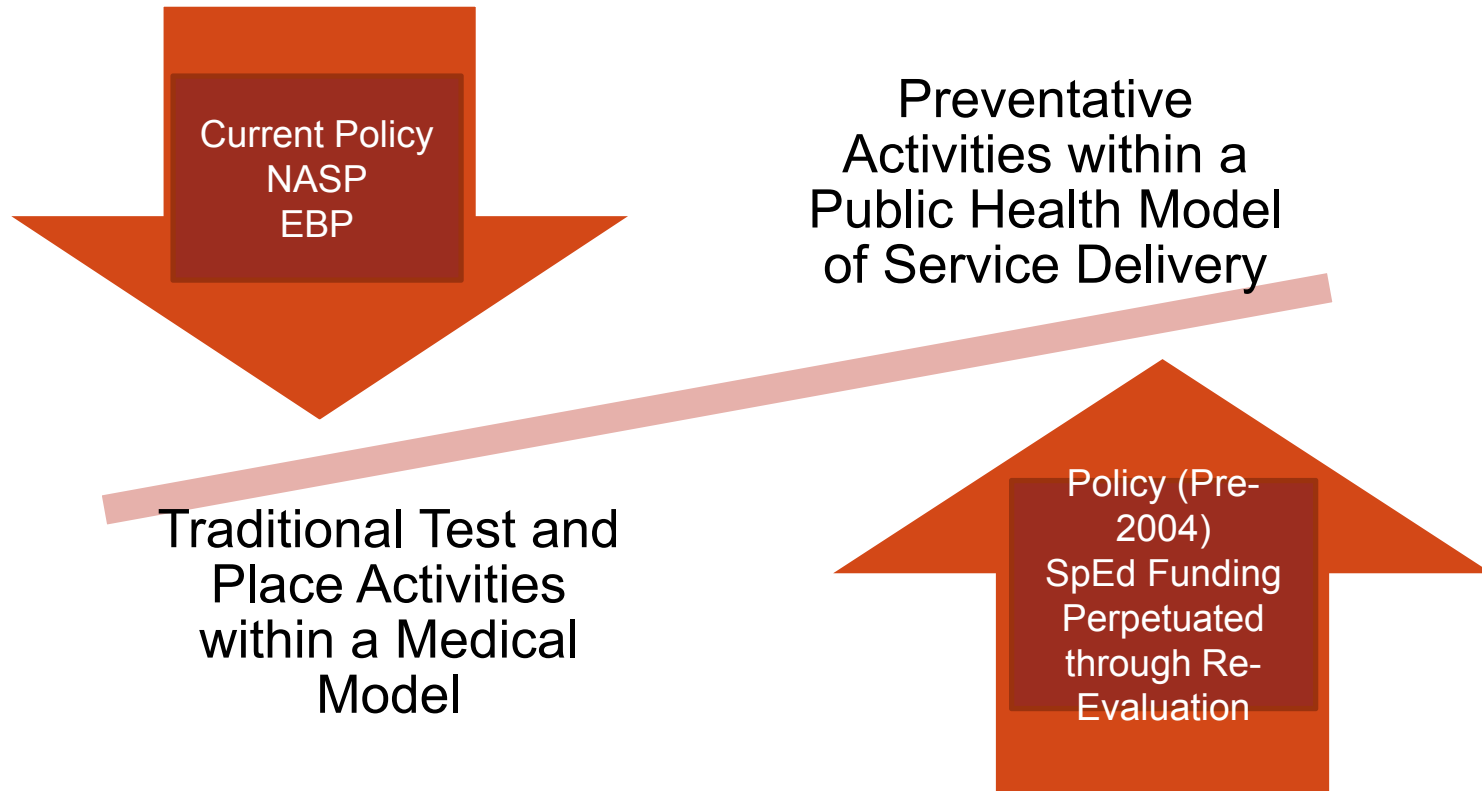 Current Policy
NASP
EBP
Preventative
Activities within a
Public Health Model
of Service Delivery
Traditional Test and
Place Activities
within a Medical
Model
Policy (Pre-
2004)
SpEd Funding
Perpetuated
through Re-
Evaluation